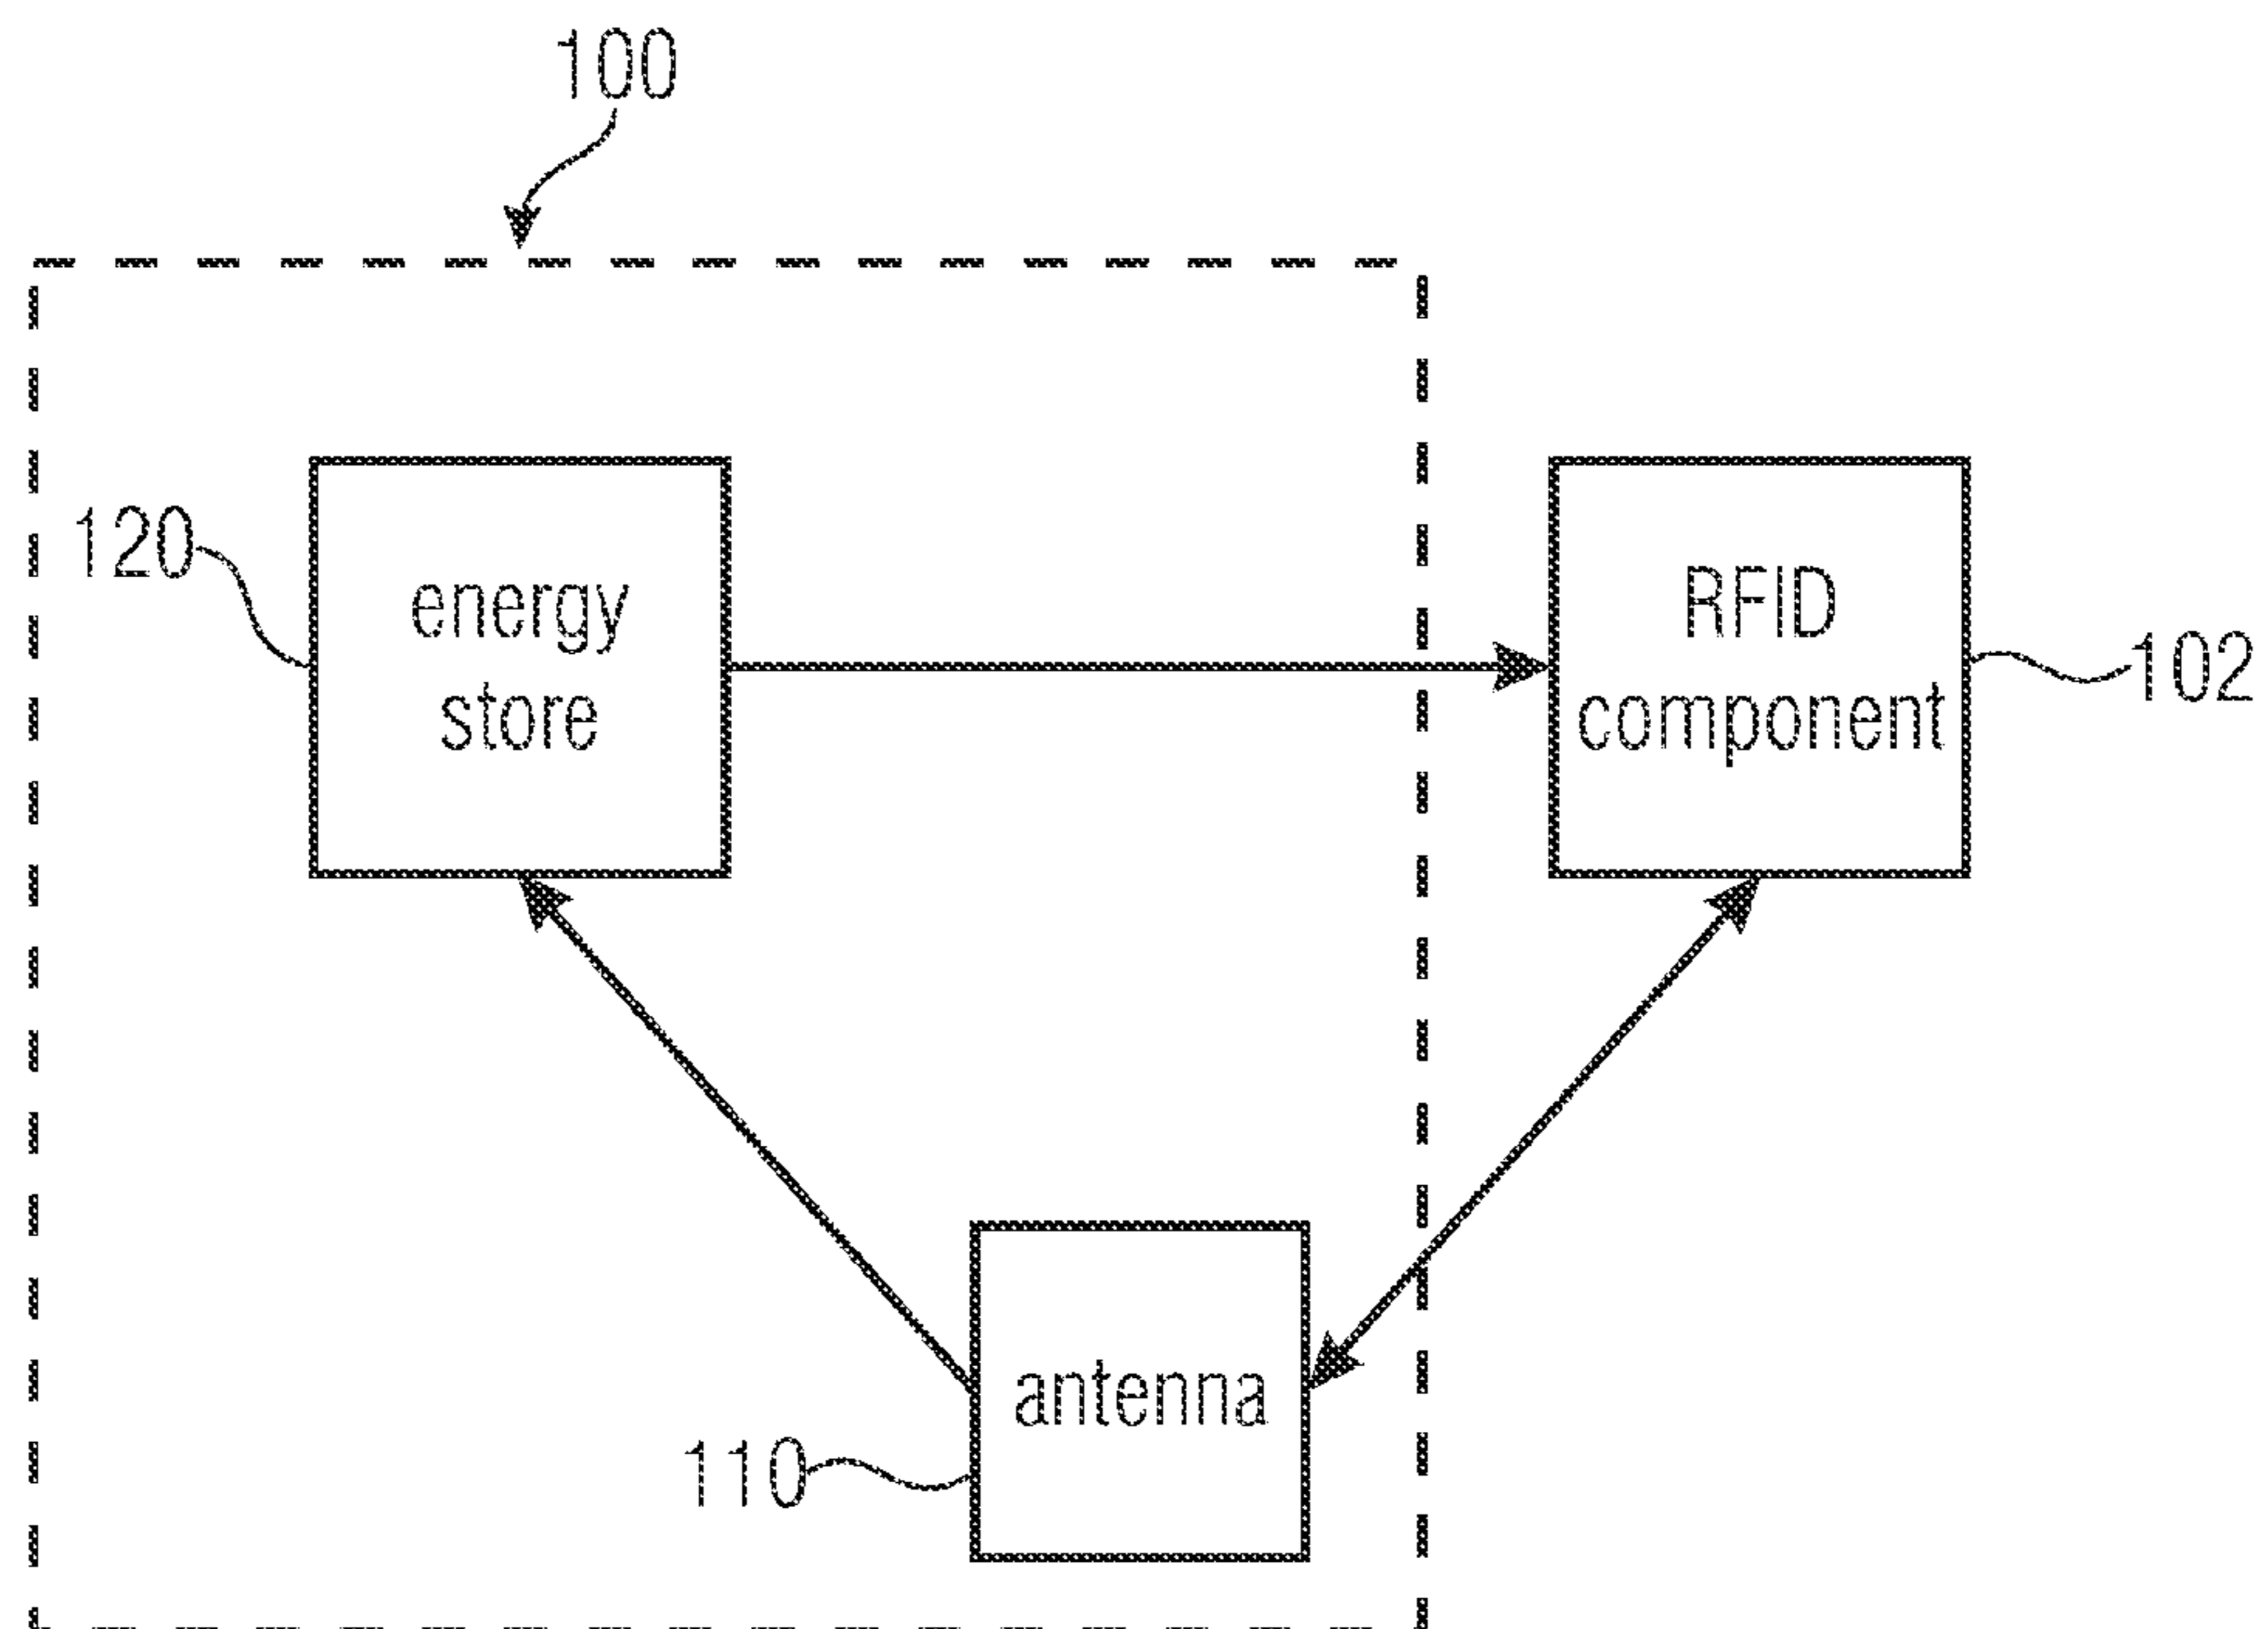 100
120
energy
store
RFID
component
102
antenna
110